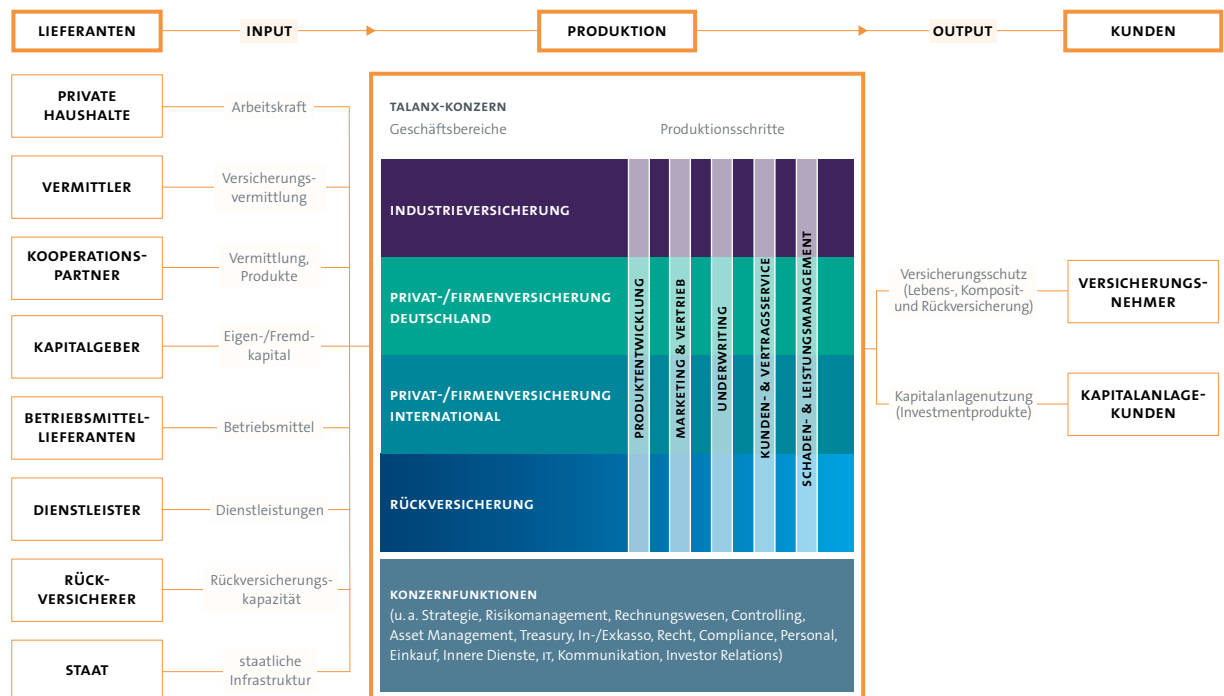 LIEFERANTEN
INPUT
PRODUKTION
OUTPUT
KUNDEN
PRIVATE
HAUSHALTE
Arbeitskraft
VERMITTLER
Versicherungs-
vermittlung
KOOPERATIONS-
PARTNER
Vermittlung,
Produkte
KAPITALGEBER
Eigen-/Fremd-
kapital
BETRIEBSMITTEL-
LIEFERANTEN
Betriebsmittel
DIENSTLEISTER
Dienstleistungen
RÜCK-
VERSICHERER
Rückversicherungs-
kapazität
STAAT
staatliche
Infrastruktur
TALANX-KONZERN
Geschäftsbereiche
Produktionsschritte
INDUSTRIEVERSICHERUNG
PRIVAT-/FIRMENVERSICHERUNG
DEUTSCHLAND
PRIVAT-/FIRMENVERSICHERUNG
INTERNATIONAL
RÜCKVERSICHERUNG
PRODUKTENTWICKLUNG
MARKETING & VERTRIEB
UNDERWRITING
KUNDEN- & VERTRAGSSERVICE
SCHADEN- & LEISTUNGSMANAGEMENT
KONZERNFUNKTIONEN
(u. a. Strategie, Risikomanagement, Rechnungswesen, Controlling,
Asset Management, Treasury, In-/Exkasso, Recht, Compliance, Personal,
Einkauf, Innere Dienste, IT, Kommunikation, Investor Relations)
Versicherungsschutz
(Lebens-, Komposit-
und Rückversicherung)
VERSICHERUNGS-
NEHMER
Kapitalanlagenutzung
(Investmentprodukte)
KAPITALANLAGE-
KUNDEN